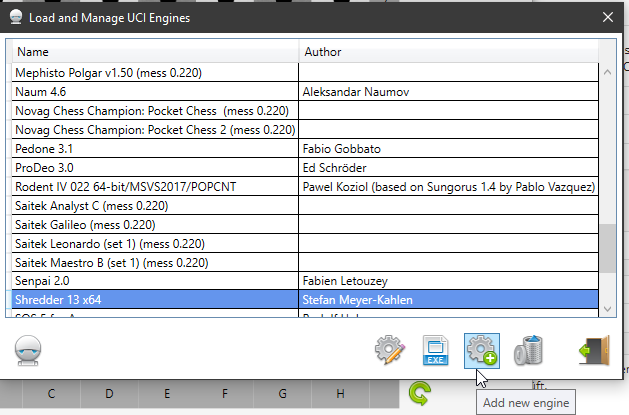 Load and Manage UCI Engines
Name Author
Mephisto Polgar v1.50 (mess 0.220)
Naum 4.6 Aleksandar Naumov
Novag Chess Champion: Pocket Chess (mess 0.220)
Novag Chess Champion: Pocket Chess 2 (mess 0.220)
Pedone 3.1 Fabio Gobbato
ProDeo 3.0 Ed Schröder
Rodent IV 022 64-bit/MSVS2017/POPCNT Pawel Koziol (based on Sungorus 1.4 by Pablo Vazquez)
Saitek Analyst C (mess 0.220)
Saitek Galileo (mess 0.220)
Saitek Leonardo (set 1) (mess 0.220)
Saitek Maestro B (set 1) (mess 0.220)
Senpai 2.0 Fabien Letouzey
Shredder 13 x64 Stefan Meyer-Kahlen
EXE
C D E F G H
Add new engine